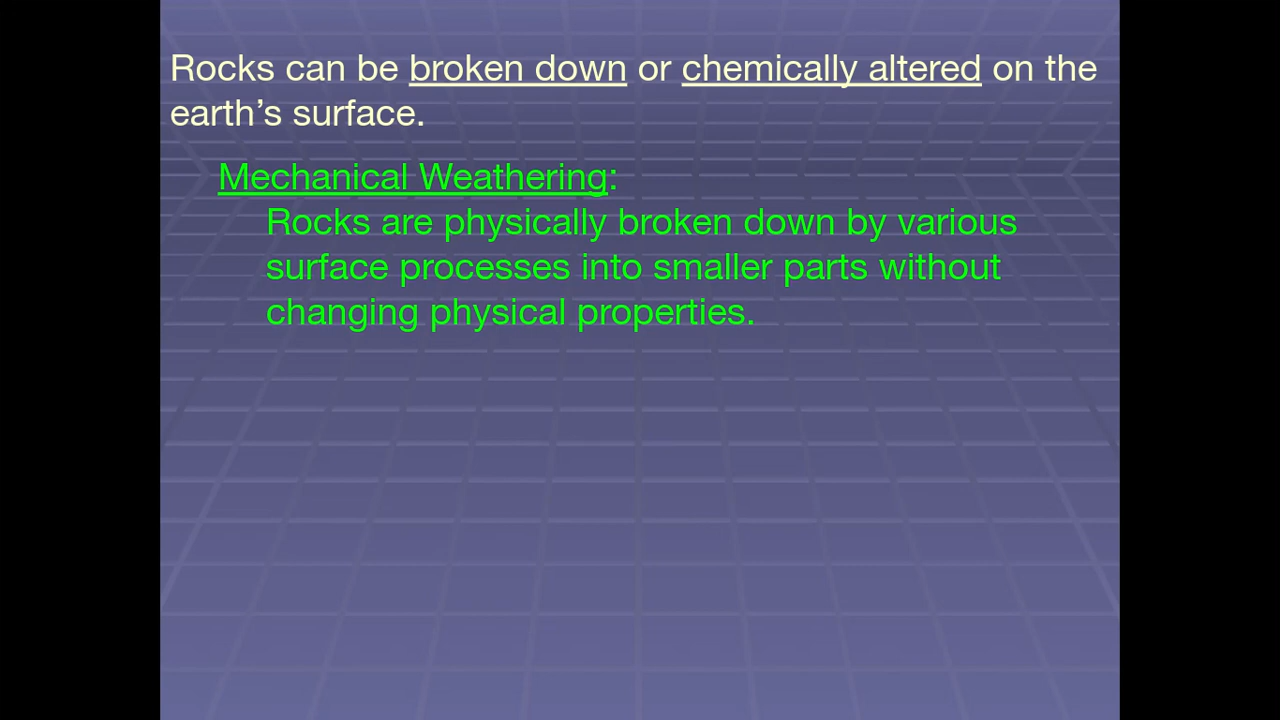 Rocks can be broken down or chemically altered on the
earth’s surface.
Mechanical Weathering:
Rocks are physically broken down by various
surface processes into smaller parts without
changing physical properties.